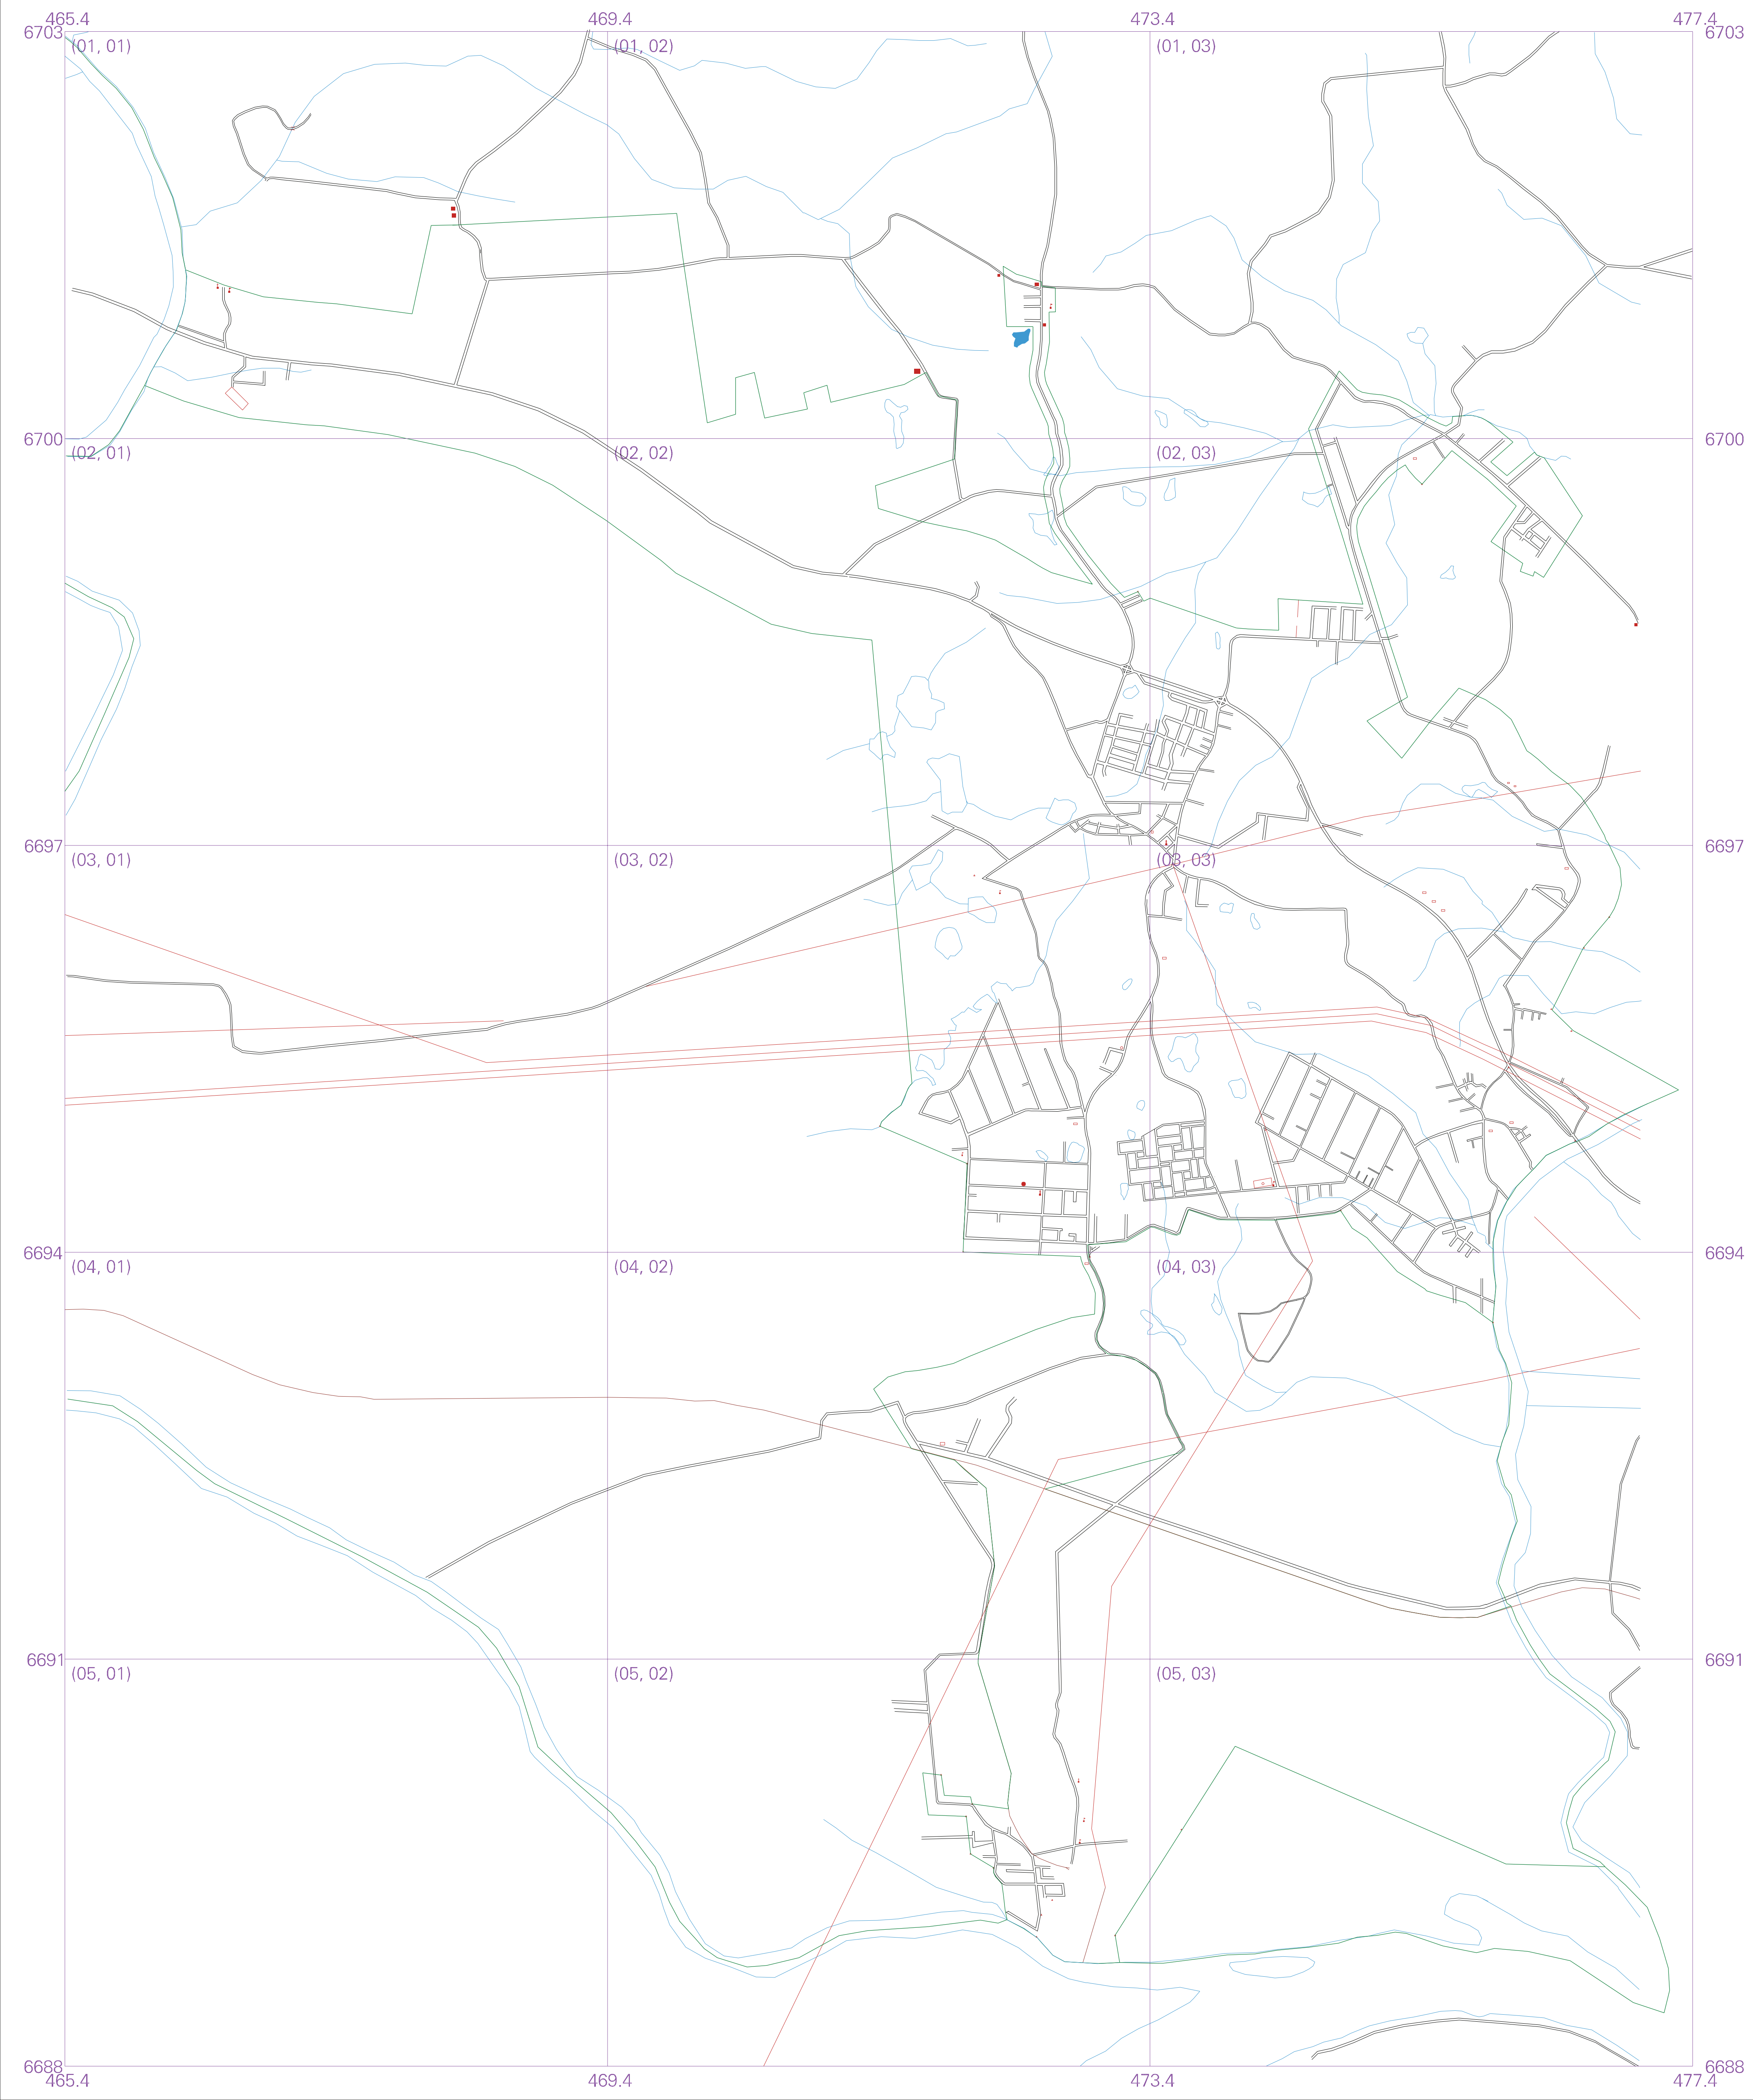 465.4 469.4 473.4 477.4
6703 6703
(01, 01) (01, 02) (01, 03)
6700 6700
(02, 01) (02, 02) (02, 03)
6697 6697
(03, 01) (03, 02) (03, 03)
6694 6694
(04, 01) (04, 02) (04, 03)
6691 6691
(05, 01) (05, 02) (05, 03)
6688 6688
465.4 469.4 473.4 477.4